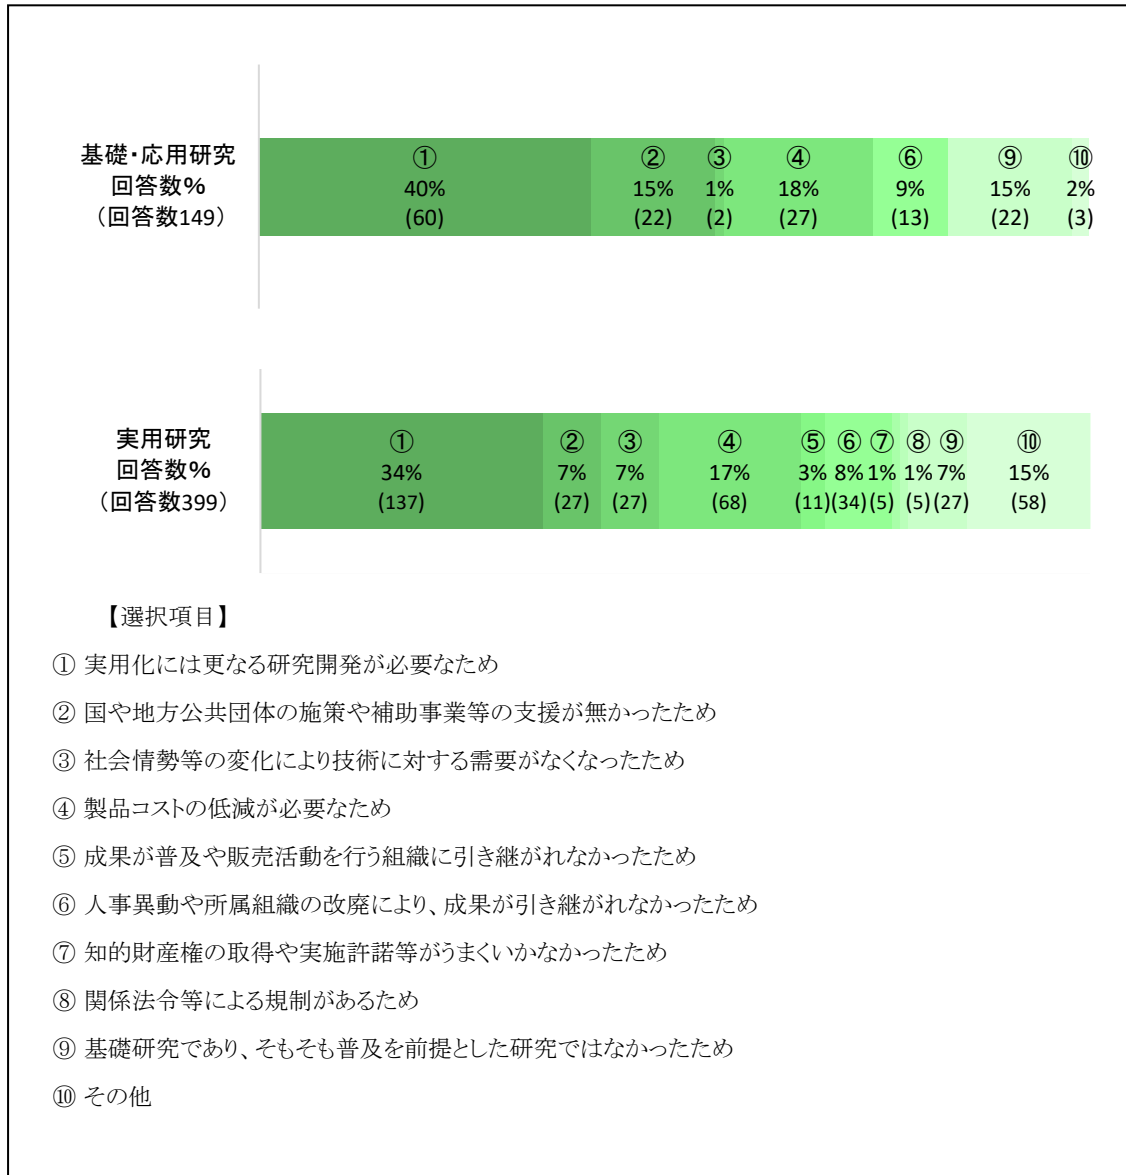 基礎・応用研究
回答数%
（回答数149）
① ② ③ ④ ⑥ ⑨ ⑩
40% 15% 1% 18% 9% 15% 2%
(60) (22) (2) (27) (13) (22) (3)
実用研究
回答数%
（回答数399）
① ② ③ ④ ⑤ ⑥ ⑦ ⑧ ⑨ ⑩
34% 7% 7% 17% 3% 8% 1% 1% 7% 15%
(137) (27) (27) (68) (11) (34) (5) (5) (27) (58)
【選択項目】
① 実用化には更なる研究開発が必要なため
② 国や地方公共団体の施策や補助事業等の支援が無かったため
③ 社会情勢等の変化により技術に対する需要がなくなったため
④ 製品コストの低減が必要なため
⑤ 成果が普及や販売活動を行う組織に引き継がれなかったため
⑥ 人事異動や所属組織の改廃により、成果が引き継がれなかったため
⑦ 知的財産権の取得や実施許諾等がうまくいかなかったため
⑧ 関係法令等による規制があるため
⑨ 基礎研究であり、そもそも普及を前提とした研究ではなかったため
⑩ その他